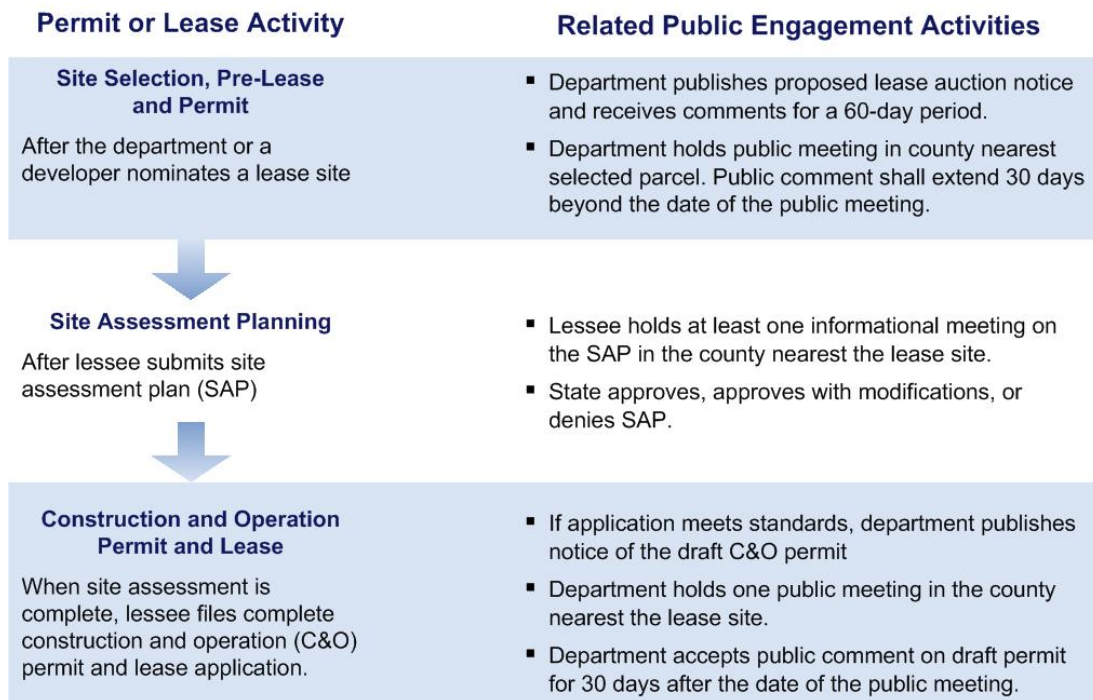 Permit or Lease Activity
Related Public Engagement Activities
Site Selection, Pre-Lease
and Permit
After the department or a
developer nominates a lease site
▪ Department publishes proposed lease auction notice
and receives comments for a 60-day period.
▪ Department holds public meeting in county nearest
selected parcel. Public comment shall extend 30 days
beyond the date of the public meeting.
Site Assessment Planning
After lessee submits site
assessment plan (SAP)
▪ Lessee holds at least one informational meeting on
the SAP in the county nearest the lease site.
▪ State approves, approves with modifications, or
denies SAP.
Construction and Operation
Permit and Lease
When site assessment is
complete, lessee files complete
construction and operation (C&O)
permit and lease application.
▪ If application meets standards, department publishes
notice of the draft C&O permit
▪ Department holds one public meeting in the county
nearest the lease site.
▪ Department accepts public comment on draft permit
for 30 days after the date of the public meeting.